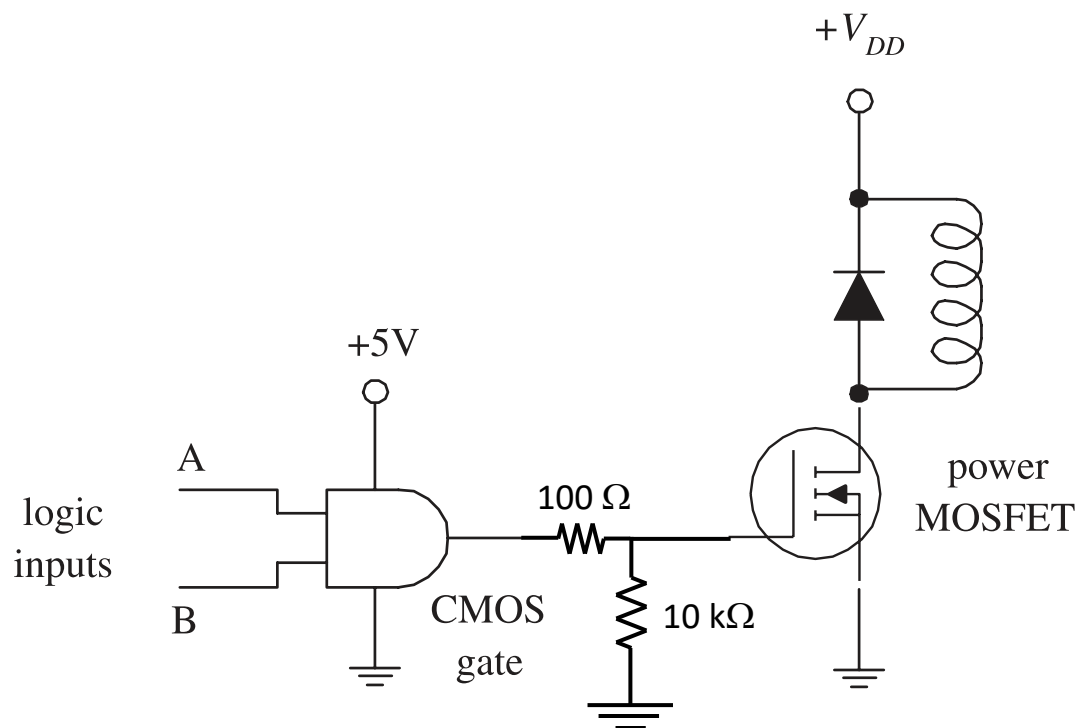 +V_DD
+5V
A
logic
inputs
B
100 Ω
CMOS
gate
10 kΩ
power
MOSFET